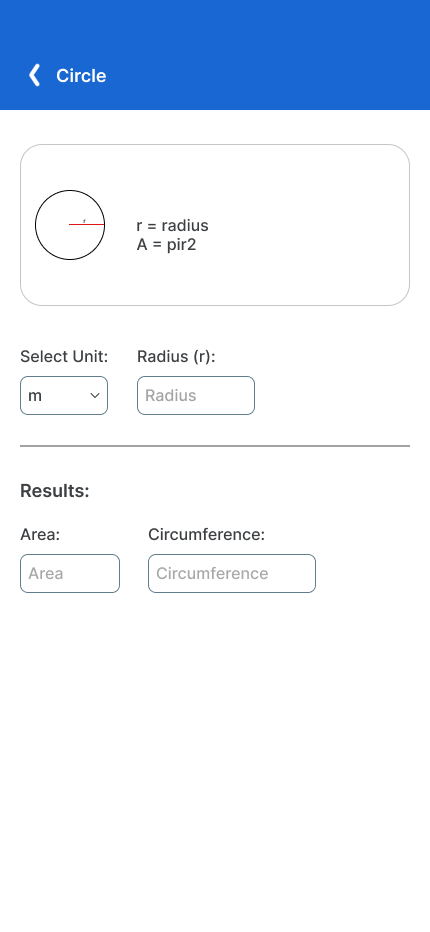 Circle
r
r = radius
A = pir2
Select Unit:
Radius (r):
m
Radius
Results:
Area:
Circumference:
Area
Circumference